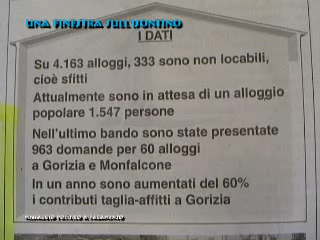 UNA FINESTRA SULL'ISONTINO
I DATI
Su 4.163 alloggi, 333 sono non locabili,
cioè sfitti
Attualmente sono in attesa di un alloggio
popolare 1.547 persone
Nell'ultimo bando sono state presentate
963 domande per 60 alloggi
a Gorizia e Monfalcone
In un anno sono aumentati del 60%
i contributi taglia-affitti a Gorizia